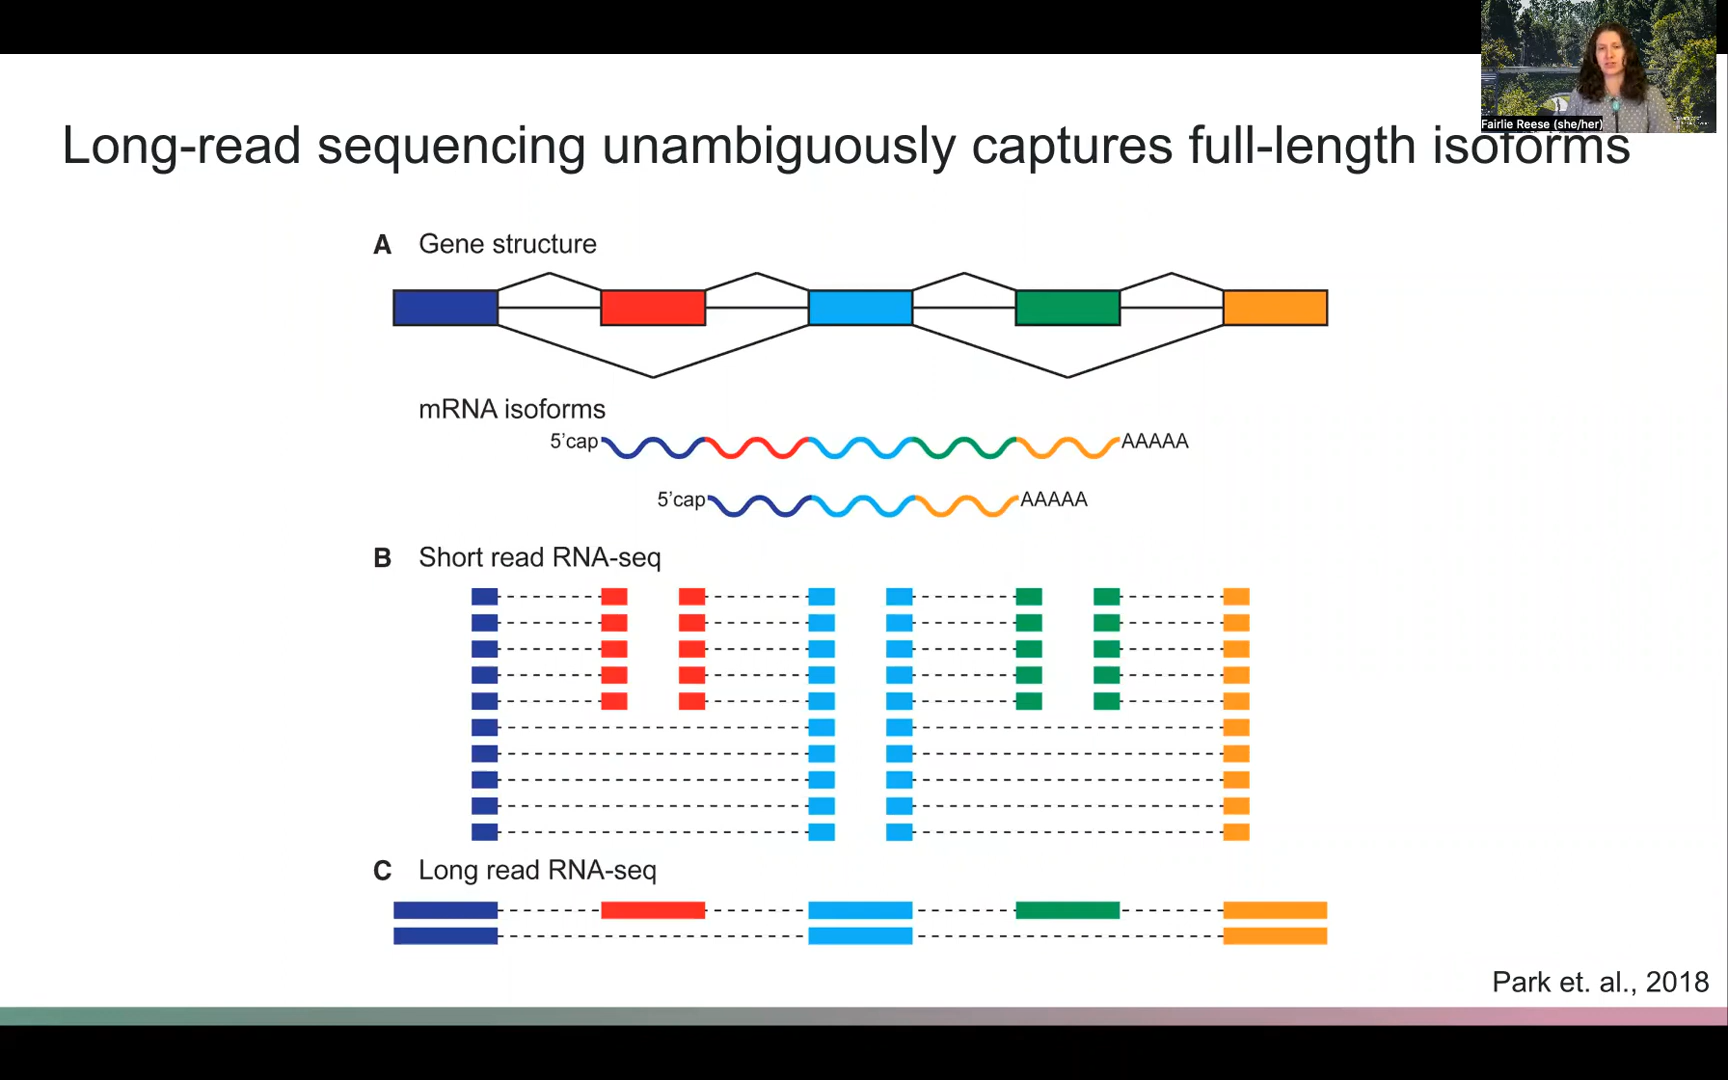 Fairlie Reese (she/her)
Long-read sequencing unambiguously captures full-length isoforms
A Gene structure
mRNA isoforms
5’cap AAAAA
5’cap AAAAA
B Short read RNA-seq
C Long read RNA-seq
Park et. al., 2018